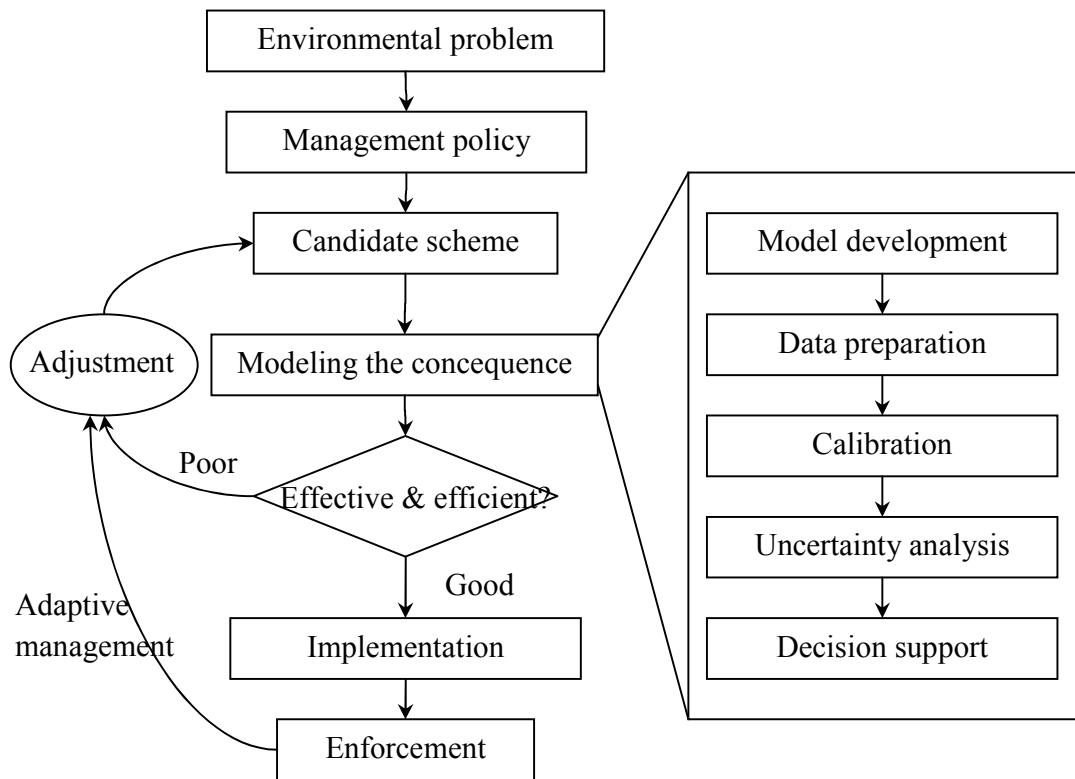 Environmental problem
Management policy
Candidate scheme
Modeling the concequence
Adjustment
Poor
Effective & efficient?
Good
Adaptive
management
Implementation
Enforcement
Model development
Data preparation
Calibration
Uncertainty analysis
Decision support